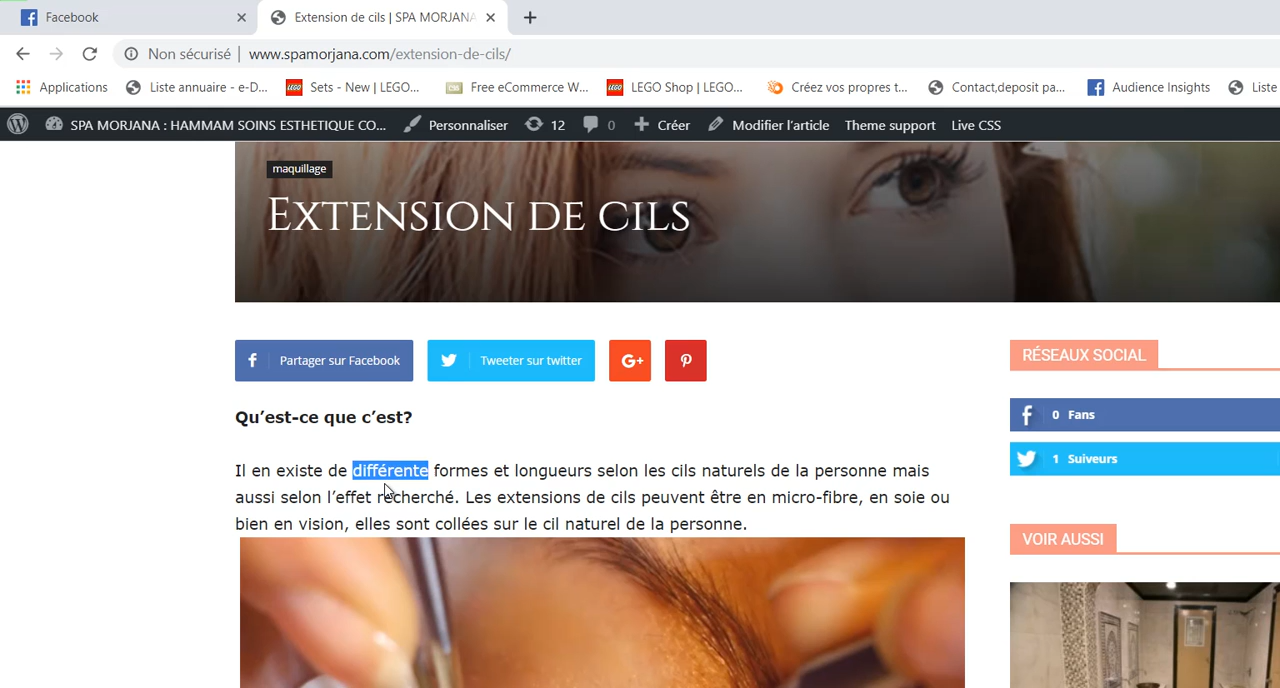 Facebook
Extension de cils | SPA MORJANA
Non sécurisé | www.spamorjana.com/extension-de-cils/
Applications
Liste annuaire - e-D...
Sets - New | LEGO...
Free eCommerce W...
LEGO Shop | LEGO...
Créez vos propres t...
Contact,deposit pa...
Audience Insights
Liste
SPA MORJANA : HAMMAM SOINS ESTHETIQUE CO...
Personnaliser
12
0
Créer
Modifier l'article
Theme support
Live CSS
maquillage
EXTENSION DE CILS
Partager sur Facebook
Tweeter sur twitter
G+
RÉSEAUX SOCIAL
0 Fans
1 Suiveurs
Qu'est-ce que c'est?
Il en existe de différente formes et longueurs selon les cils naturels de la personne mais
aussi selon l'effet recherché. Les extensions de cils peuvent être en micro-fibre, en soie ou
bien en vision, elles sont collées sur le cil naturel de la personne.
VOIR AUSSI